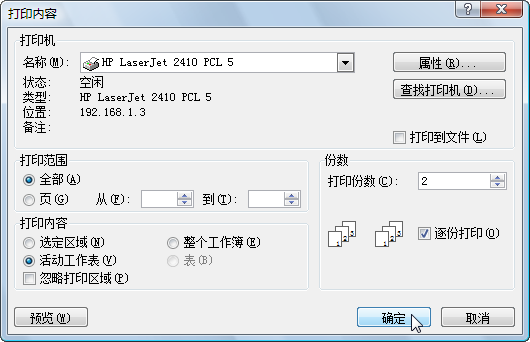 打印内容
打印机
名称(M): HP LaserJet 2410 PCL 5 属性(R)...
状态: 空闲
类型: HP LaserJet 2410 PCL 5 查找打印机(D)...
位置: 192.168.1.3
备注: 打印到文件(L)
打印范围 份数
全部(A) 打印份数(C): 2
页(G) 从(F): 到(T):
打印内容
选定区域(N) 整个工作簿(E) 逐份打印(O)
活动工作表(V) 表(B)
忽略打印区域(P)
预览(W) 确定 取消